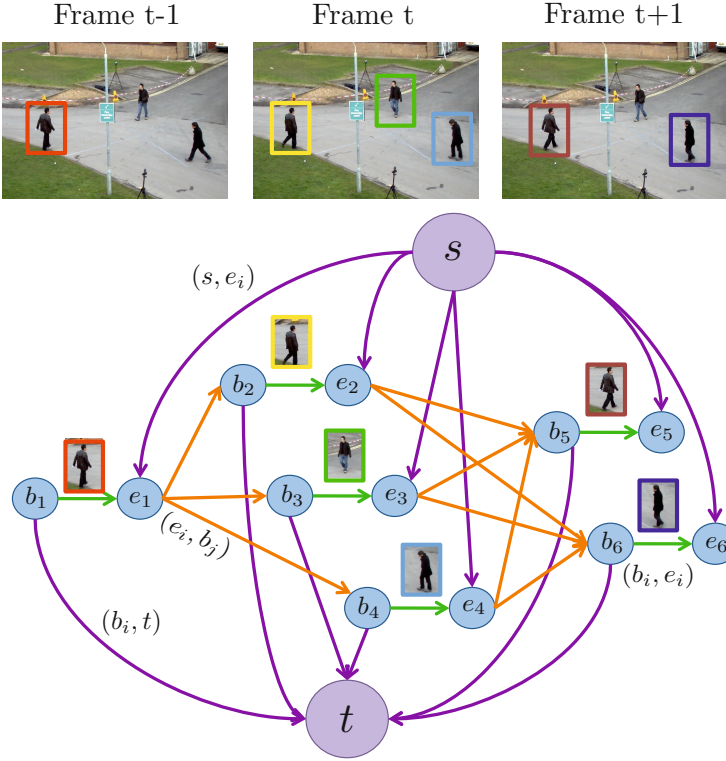 Frame t-1
Frame t
Frame t+1
s
(s, e_i)
b_2
e_2
b_5
e_5
b_1
e_1
b_3
e_3
(e_i, b_j)
b_6
e_6
(b_i, e_i)
b_4
e_4
(b_i, t)
t